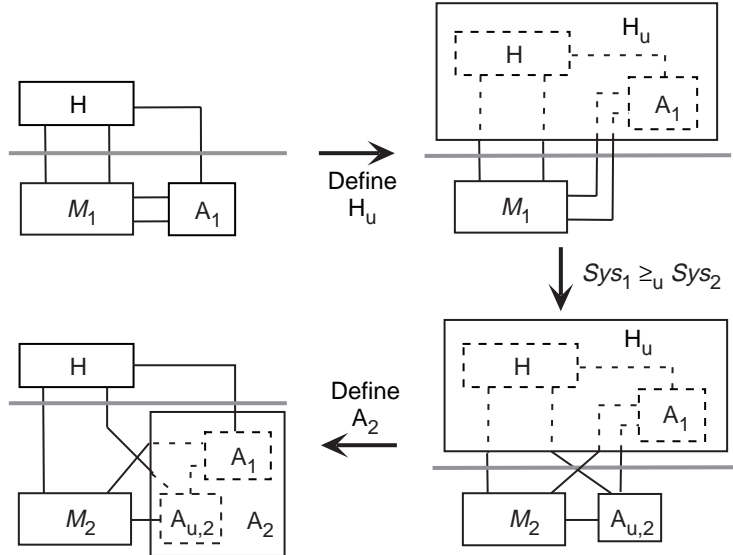 H
M₁
A₁
Define
Hᵤ
Hᵤ
H
A₁
M₁
Sys₁ ≥ᵤ Sys₂
H
A₁
M₂
Aᵤ,₂
A₂
Define
A₂
Hᵤ
H
A₁
M₂
Aᵤ,₂